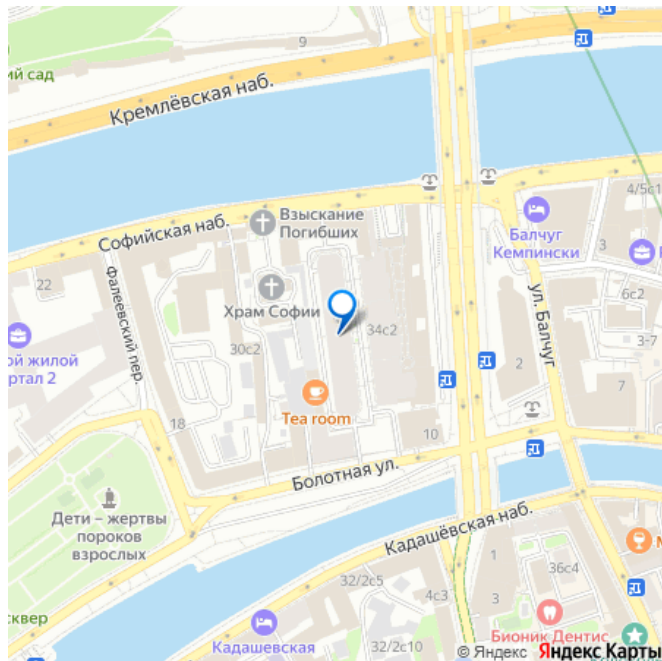 9
ий сад
Кремлёвская наб.
4/5с1
Взыскание
Погибших
Софийская наб.
Балчуг
Кемпински
3
22
Фалеевский пер.
Храм Софии
ул. Балчуг
6с2
34с2
30с2
3-7
ой жилой
ртал 2
2
7
Tea room
18
10
Болотная ул.
Дети – жертвы
пороков
взрослых
Кадашёвская наб.
1
36с4
32/2с5
4с3
3
сквер
Кадашевская
32/2с10
Бионик Дентис
© Яндекс Яндекс Карты